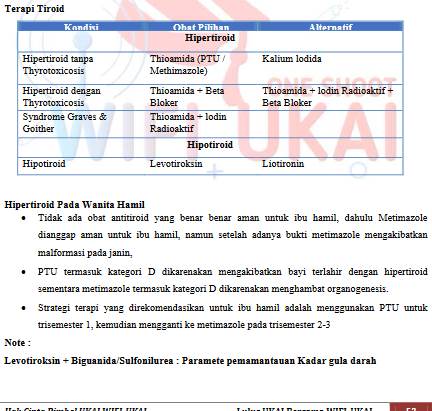 Terapi Tiroid
Kondisi Obat Pilihan Alternatif
Hipertiroid
Hipertiroid tanpa Thyrotoxicosis Thioamida (PTU / Methimazole) Kalium Iodida
Hipertiroid dengan Thyrotoxicosis Thioamida + Beta Bloker Thioamida + Iodin Radioaktif + Beta Bloker
Syndrome Graves & Goither Thioamida + Iodin Radioaktif
Hipotiroid
Hipotiroid Levotiroksin Liotironin
ONE SHOOT
WIFI UKAI
Hipertiroid Pada Wanita Hamil
• Tidak ada obat antitiroid yang benar benar aman untuk ibu hamil, dahulu Metimazole
dianggap aman untuk ibu hamil, namun setelah adanya bukti metimazole mengakibatkan
malformasi pada janin,
• PTU termasuk kategori D dikarenakan mengakibatkan bayi terlahir dengan hipertiroid
sementara metimazole termasuk kategori D dikarenakan menghambat organogenesis.
• Strategi terapi yang direkomendasikan untuk ibu hamil adalah menggunakan PTU untuk
trisemester 1, kemudian mengganti ke metimazole pada trisemester 2-3
Note :
Levotiroksin + Biguanida/Sulfonilurea : Paramete pemamantauan Kadar gula darah
Hak Cipta Bimbel UKAI WIFI UKAI Lulus UKAI Bersama WIFI UKAI 52